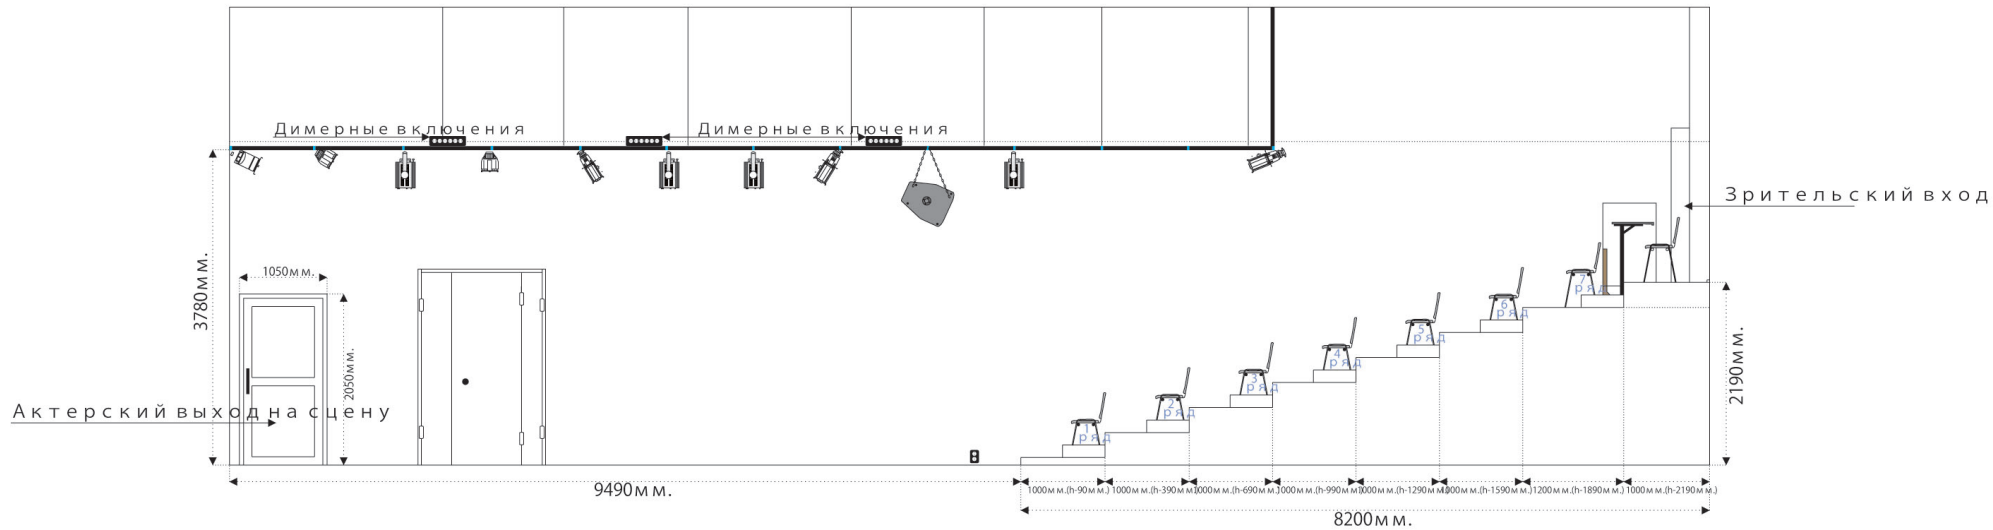 Димерные включения
Димерные включения
Зрительский вход
1050мм.
3780мм.
2050мм.
Актерский выход на сцену
7 ряд
6 ряд
5 ряд
4 ряд
3 ряд
2 ряд
1 ряд
2190мм.
9490мм.
1000мм.(h-90мм.)
1000мм.(h-390мм.)
1000мм.(h-690мм.)
1000мм.(h-990мм.)
1000мм.(h-1290мм.)
1000мм.(h-1590мм.)
1200мм.(h-1890мм.)
1000мм.(h-2190мм.)
8200мм.